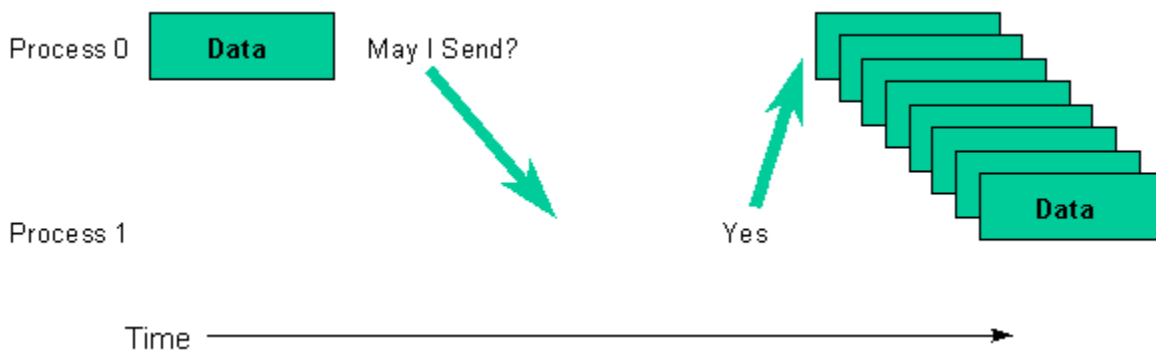 Process 0
Data
May I Send?
Process 1
Yes
Data
Time